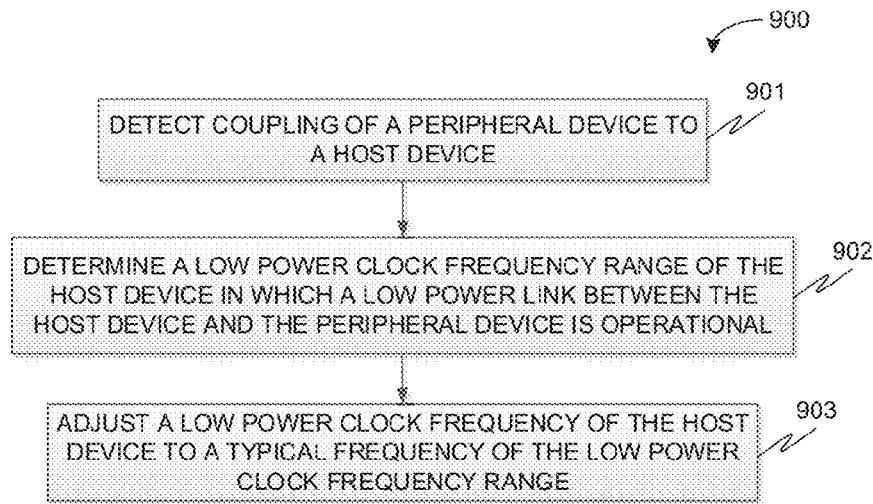 900
901
DETECT COUPLING OF A PERIPHERAL DEVICE TO
A HOST DEVICE
902
DETERMINE A LOW POWER CLOCK FREQUENCY RANGE OF THE
HOST DEVICE IN WHICH A LOW POWER LINK BETWEEN THE
HOST DEVICE AND THE PERIPHERAL DEVICE IS OPERATIONAL
903
ADJUST A LOW POWER CLOCK FREQUENCY OF THE HOST
DEVICE TO A TYPICAL FREQUENCY OF THE LOW POWER
CLOCK FREQUENCY RANGE